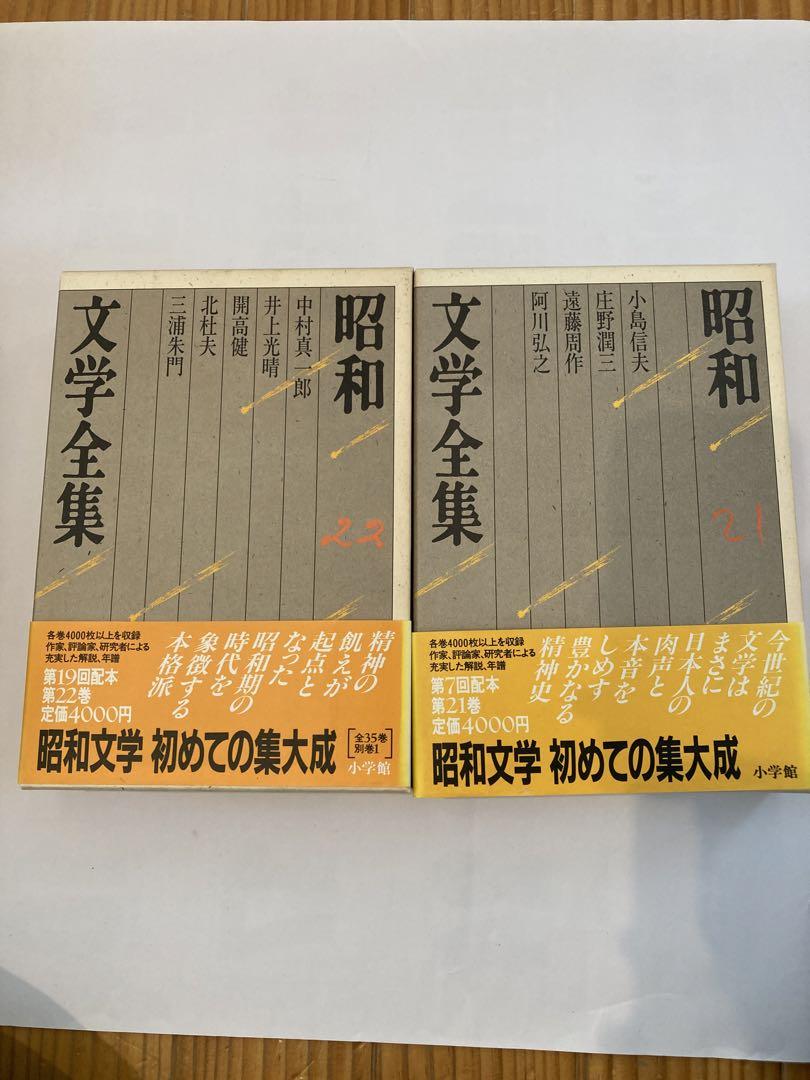 昭和
文学全集
中村真一郎
井上光晴
開高健
北杜夫
三浦朱門
22
精神の
飢えが
起点と
なった
昭和期の
時代を
象徴する
本格派
各巻4000枚以上を収録
作家、評論家、研究者による
充実した解説、年譜
第19回配本
第22巻
定価4000円
昭和文学 初めての集大成
全35巻
別巻1
小学館
昭和
文学全集
小島信夫
庄野潤三
遠藤周作
阿川弘之
21
今世紀の
文学は
まさに
日本人の
肉声と
本音を
しめす
豊かなる
精神史
各巻4000枚以上を収録
作家、評論家、研究者による
充実した解説、年譜
第7回配本
第21巻
定価4000円
昭和文学 初めての集大成
小学館